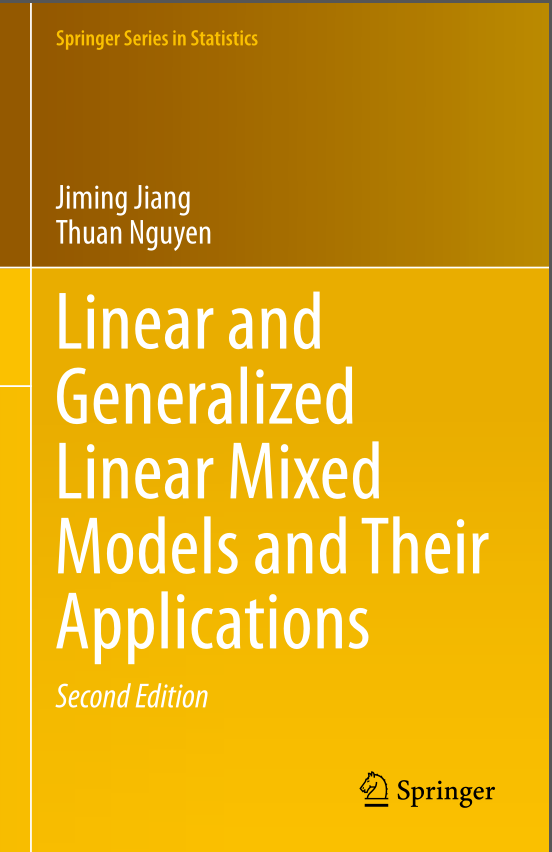 Springer Series in Statistics
Jiming Jiang
Thuan Nguyen
Linear and
Generalized
Linear Mixed
Models and Their
Applications
Second Edition
Springer